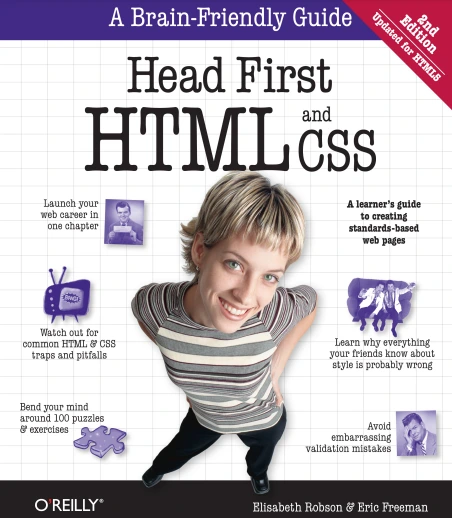 A Brain-Friendly Guide
2nd
Edition
Updated for HTML5
Head First
HTML and
CSS
Launch your
web career in
one chapter
A learner's guide
to creating
standards-based
web pages
Watch out for
common HTML & CSS
traps and pitfalls
Learn why everything
your friends know about
style is probably wrong
Bend your mind
around 100 puzzles
& exercises
Avoid
embarrassing
validation mistakes
O'REILLY®
Elisabeth Robson & Eric Freeman